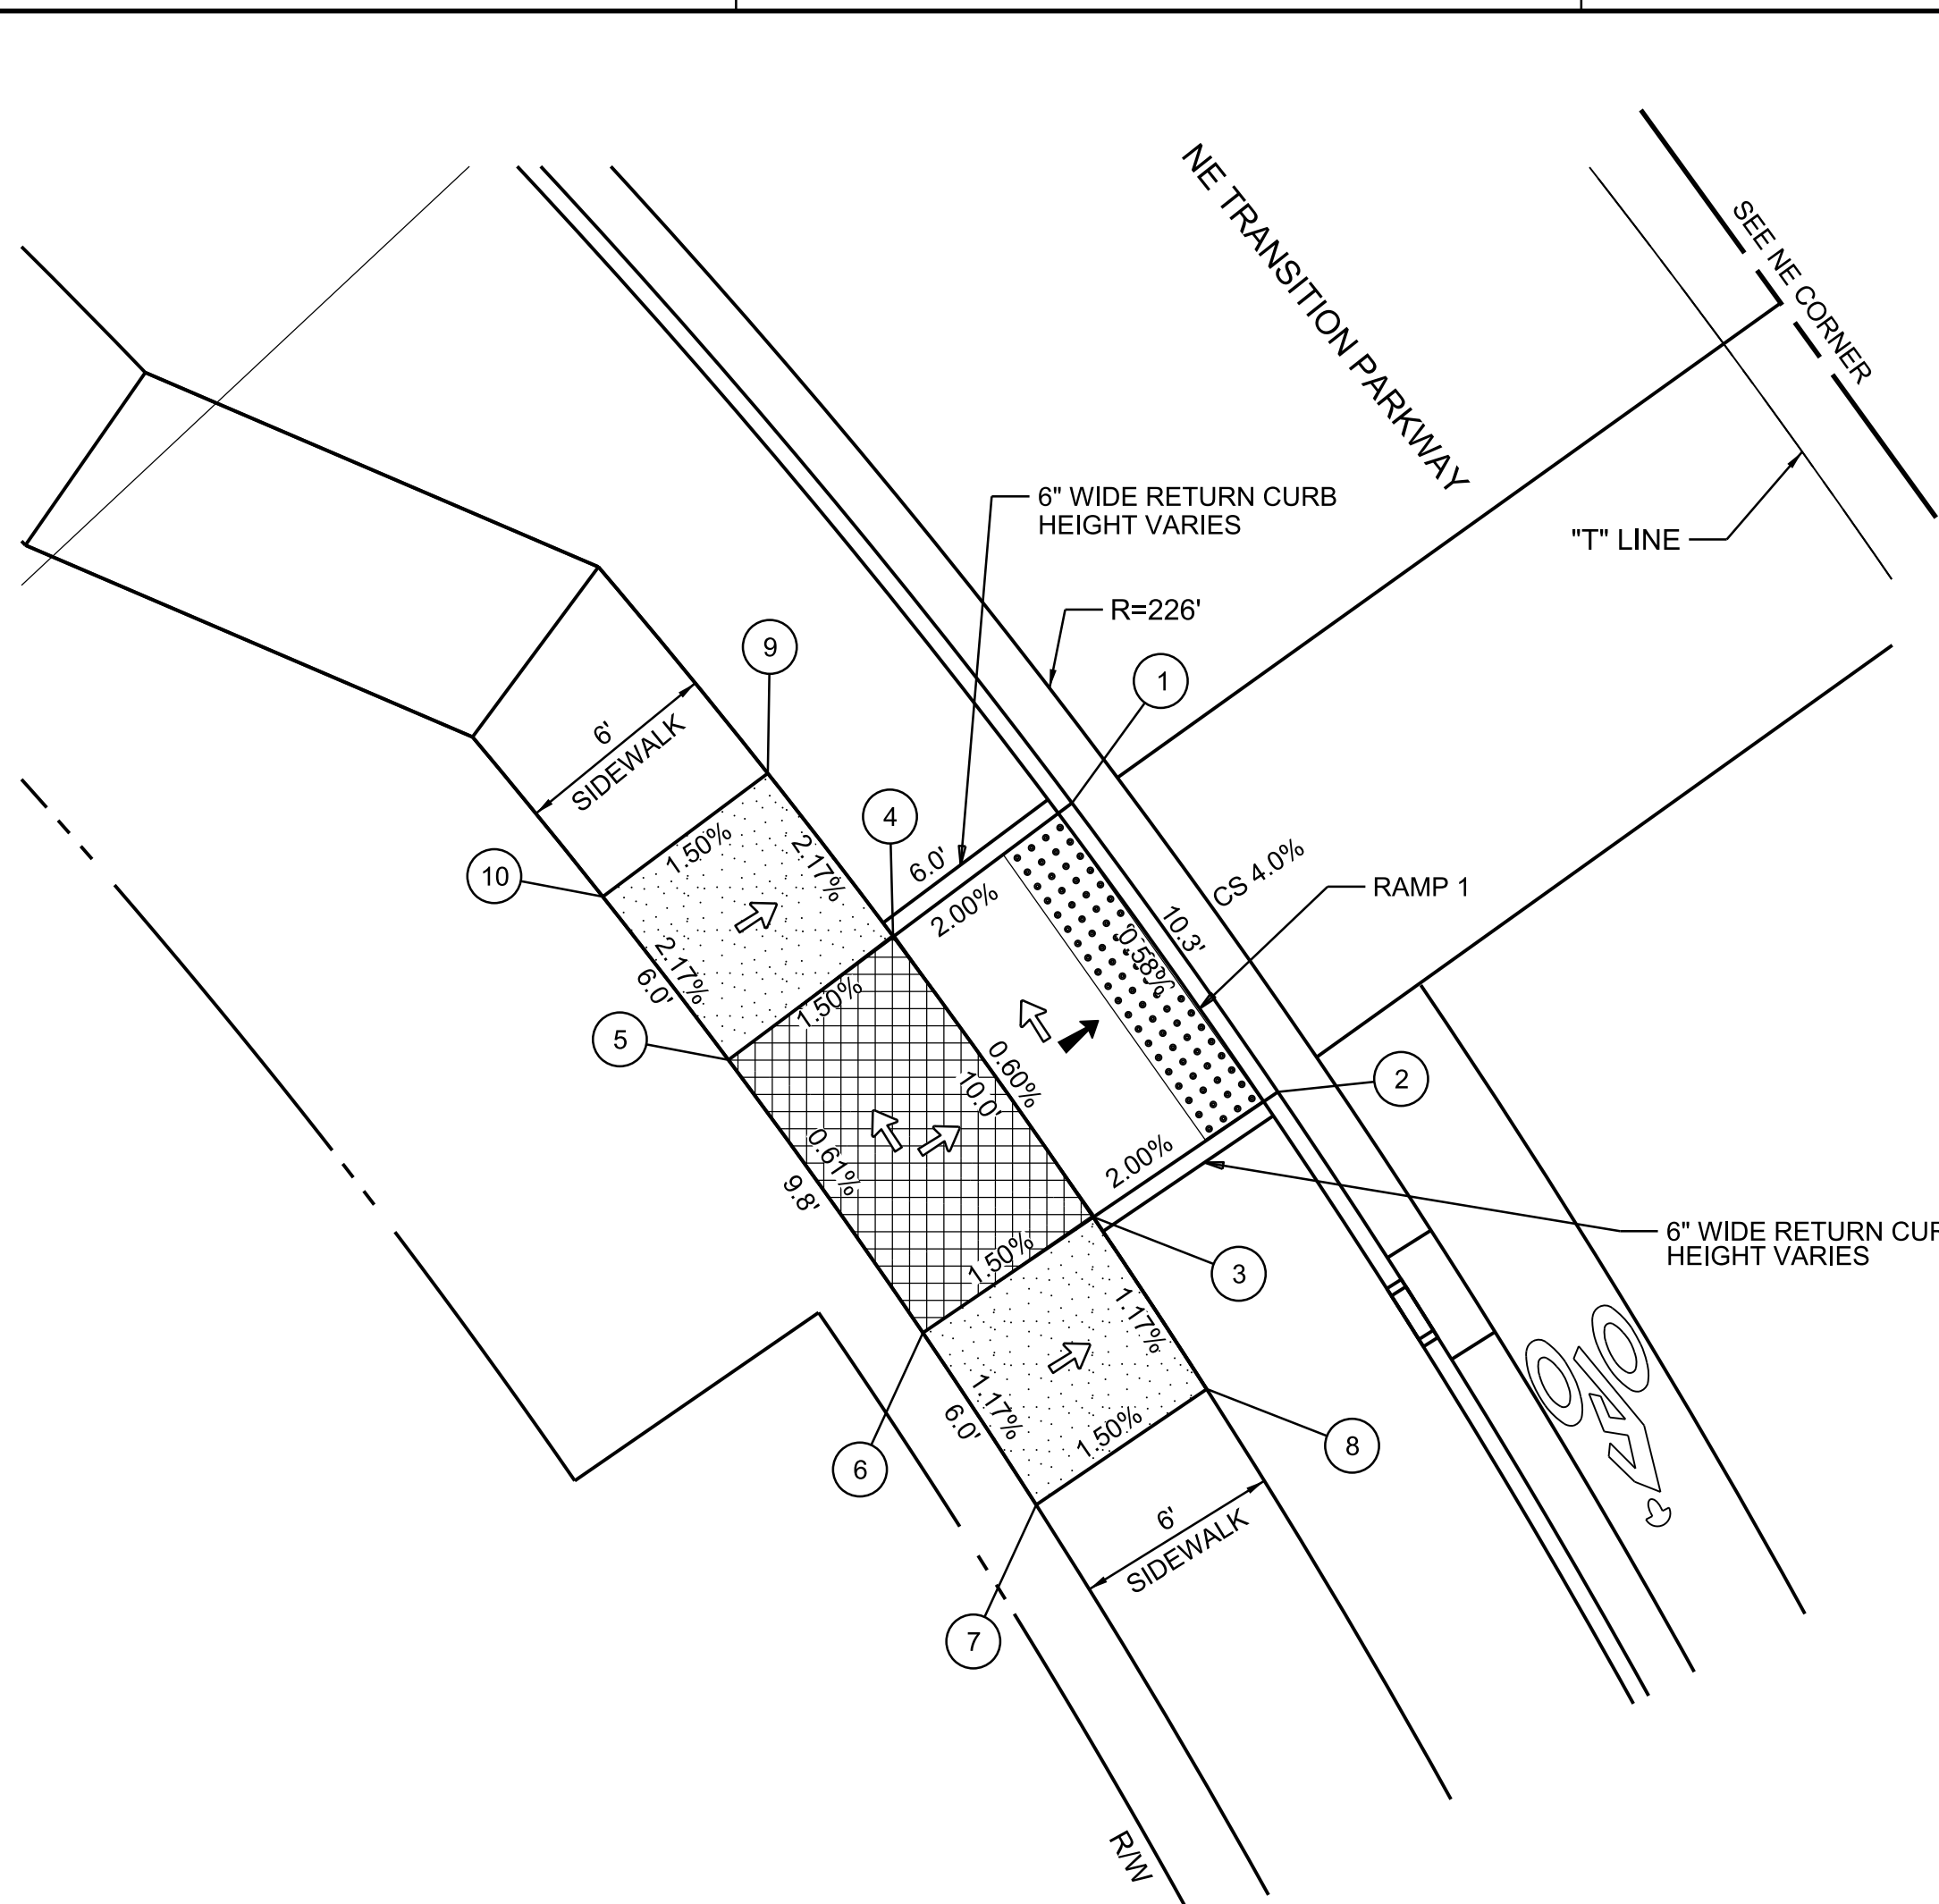 NE TRANSITION PARKWAY
SEE NE CORNER
6" WIDE RETURN CURB
HEIGHT VARIES
"T" LINE
R=226'
9
1
6'
SIDEWALK
4
10
1.50%
2.17%
6.0'
2.00%
CS 4.0%
RAMP 1
10.3'
0.58%
2.17%
6.0'
1.50%
5
0.60%
10.0'
2
0.61%
9.8'
2.00%
1.50%
3
6" WIDE RETURN CUR
HEIGHT VARIES
1.17%
1.17%
6.0'
1.50%
6
8
6'
SIDEWALK
7
R/W